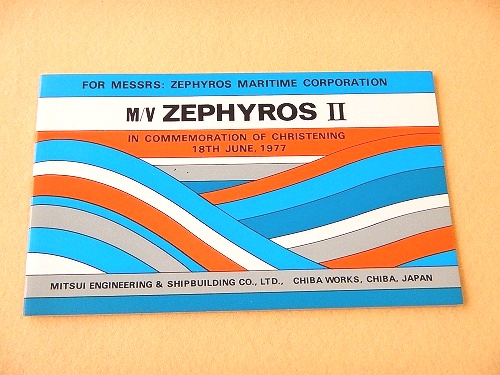 FOR MESSRS: ZEPHYROS MARITIME CORPORATION
M/V ZEPHYROS II
IN COMMEMORATION OF CHRISTENING
18TH JUNE, 1977
MITSUI ENGINEERING & SHIPBUILDING CO., LTD., CHIBA WORKS, CHIBA, JAPAN